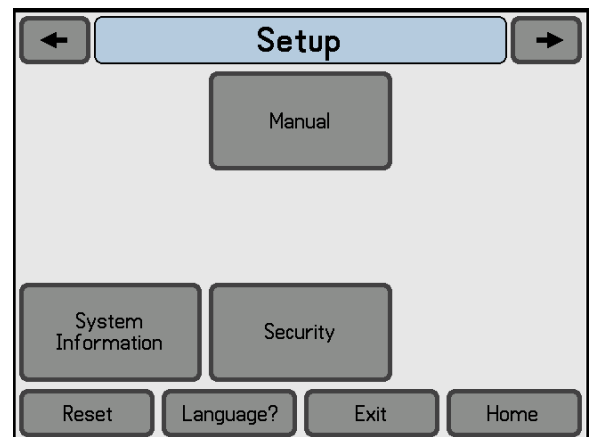 Setup
Manual
System
Information
Security
Reset
Language?
Exit
Home